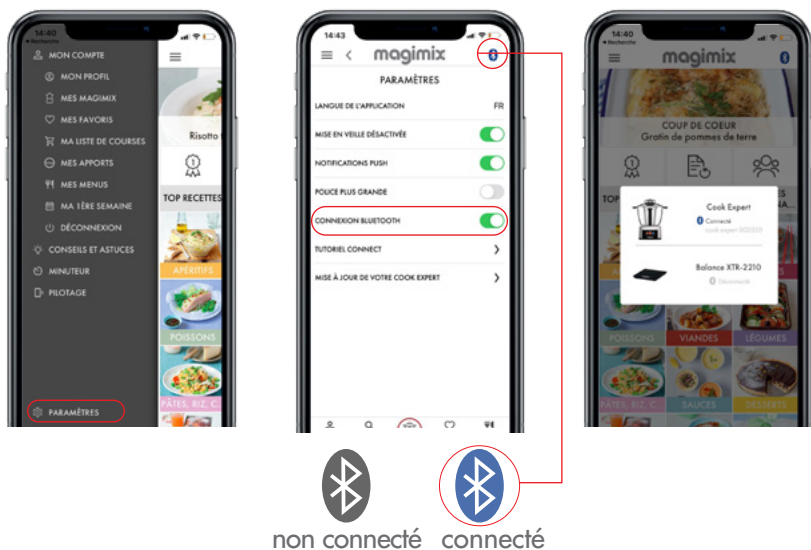 14:40
Recherche
MON COMPTE
MON PROFIL
MES MAGIMIX
MES FAVORIS
MA LISTE DE COURSES
MES APPORTS
MES MENUS
MA 1ÈRE SEMAINE
DÉCONNEXION
CONSEILS ET ASTUCES
MINUTEUR
PILOTAGE
PARAMÈTRES
Risotto
1
TOP RECETTES
APÉRITIFS
POISSONS
PÂTES, RIZ, C
14:43
magimix
PARAMÈTRES
LANGUE DE L'APPLICATION FR
MISE EN VEILLE DÉSACTIVÉE
NOTIFICATIONS PUSH
POLICE PLUS GRANDE
CONNEXION BLUETOOTH
TUTORIEL CONNECT
MISE À JOUR DE VOTRE COOK EXPERT
14:40
Recherche
magimix
COUP DE COEUR
Gratin de pommes de terre
1
TOP
Cook Expert
Connecté
Balance XTR-2210
Déconnecté
POISSONS VIANDES LÉGUMES
PÂTES, RIZ, C SAUCES DESSERTS
non connecté connecté